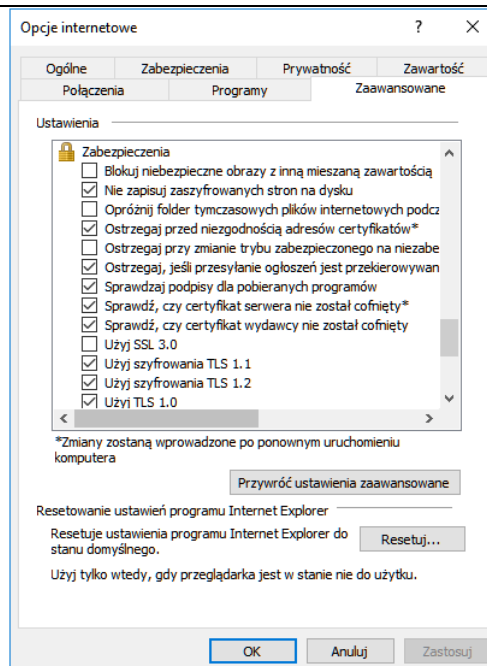 Opcje internetowe
Ogólne Zabezpieczenia Prywatność Zawartość
Połączenia Programy Zaawansowane
Ustawienia
Zabezpieczenia
Blokuj niebezpieczne obrazy z inną mieszaną zawartością
Nie zapisuj zaszyfrowanych stron na dysku
Opróżnij folder tymczasowych plików internetowych podcz
Ostrzegaj przed niezgodnością adresów certyfikatów*
Ostrzegaj przy zmianie trybu zabezpieczonego na niezabe
Ostrzegaj, jeśli przesyłanie ogłoszeń jest przekierowywan
Sprawdzaj podpisy dla pobieranych programów
Sprawdź, czy certyfikat serwera nie został cofnięty*
Sprawdź, czy certyfikat wydawcy nie został cofnięty
Użyj SSL 3.0
Użyj szyfrowania TLS 1.1
Użyj szyfrowania TLS 1.2
Użyj TLS 1.0
*Zmiany zostaną wprowadzone po ponownym uruchomieniu
komputera
Przywróć ustawienia zaawansowane
Resetowanie ustawień programu Internet Explorer
Resetuje ustawienia programu Internet Explorer do
stanu domyślnego.
Resetuj...
Użyj tylko wtedy, gdy przeglądarka jest w stanie nie do użytku.
OK Anuluj Zastosuj